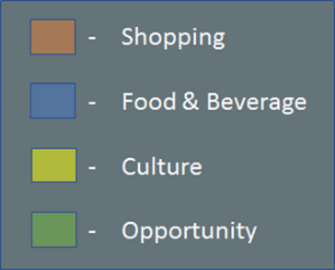 - Shopping
- Food & Beverage
- Culture
- Opportunity